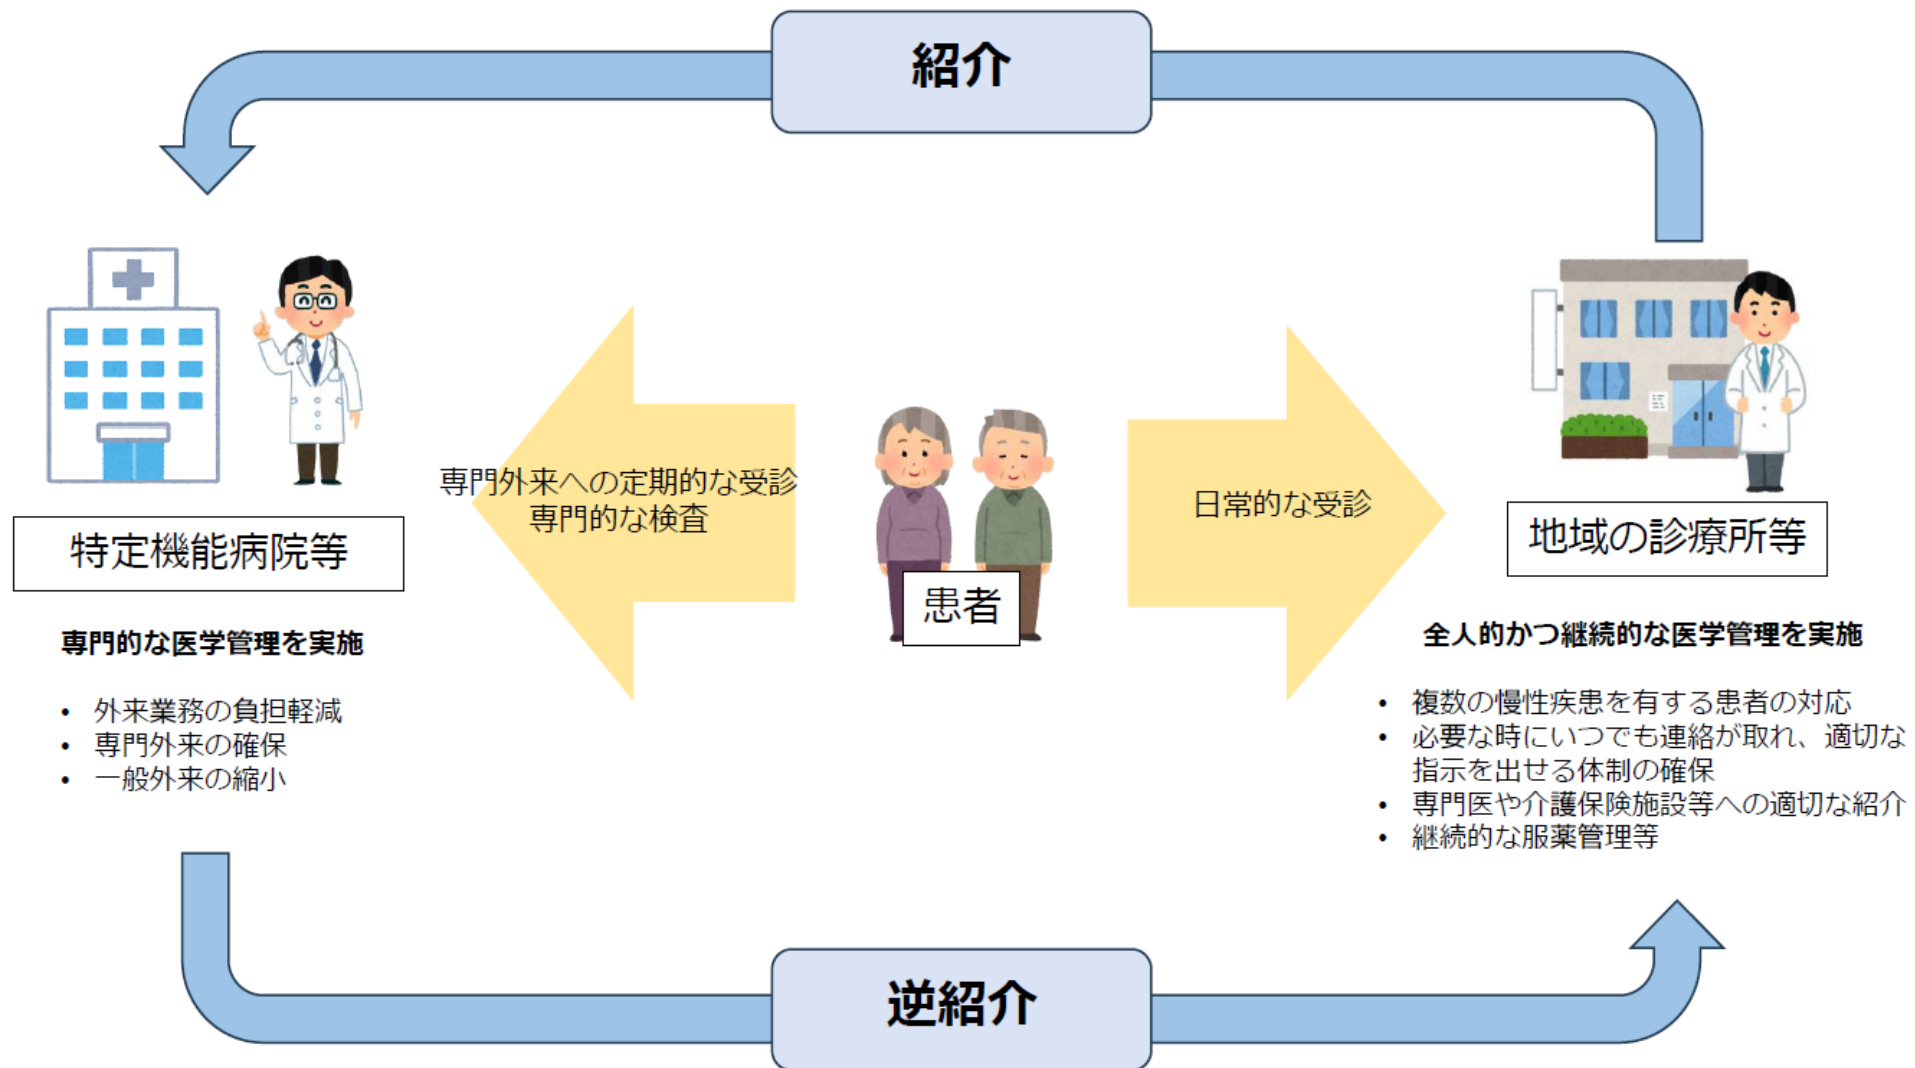 紹介
専門外来への定期的な受診
専門的な検査
日常的な受診
患者
特定機能病院等
専門的な医学管理を実施
• 外来業務の負担軽減
• 専門外来の確保
• 一般外来の縮小
地域の診療所等
全人的かつ継続的な医学管理を実施
• 複数の慢性疾患を有する患者の対応
• 必要な時にいつでも連絡が取れ、適切な
指示を出せる体制の確保
• 専門医や介護保険施設等への適切な紹介
• 継続的な服薬管理等
逆紹介